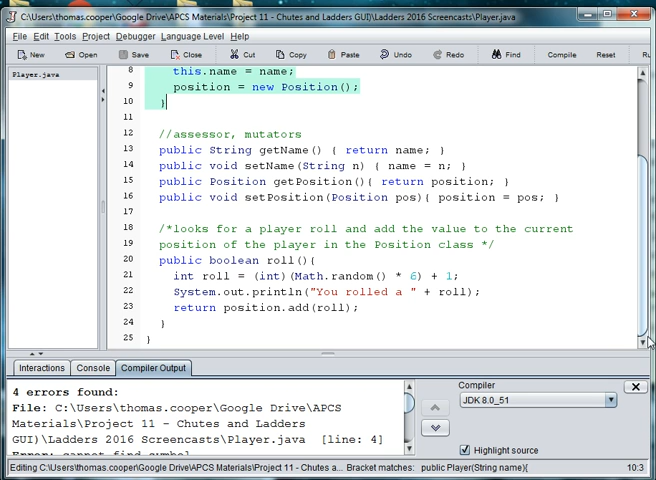 C:\Users\thomas.cooper\Google Drive\APCS Materials\Project 11 - Chutes and Ladders GUI\Ladders 2016 Screencasts\Player.java
File Edit Tools Project Debugger Language Level Help
New Open Save Close Cut Copy Paste Undo Redo Find Compile Reset Ru
Player.java
8 this.name = name;
9 position = new Position();
10 }
11
12 //assessor, mutators
13 public String getName() { return name; }
14 public void setName(String n) { name = n; }
15 public Position getPosition(){ return position; }
16 public void setPosition(Position pos){ position = pos; }
17
18 /*looks for a player roll and add the value to the current
19 position of the player in the Position class */
20 public boolean roll(){
21 int roll = (int)(Math.random() * 6) + 1;
22 System.out.println("You rolled a " + roll);
23 return position.add(roll);
24 }
25 }
Interactions Console Compiler Output
4 errors found:
File: C:\Users\thomas.cooper\Google Drive\APCS
Materials\Project 11 - Chutes and Ladders
GUI)\Ladders 2016 Screencasts\Player.java [line: 4]
Error: cannot find symbol
Compiler
JDK 8.0_51
Highlight source
Editing C:\Users\thomas.cooper\Google Drive\APCS Materials\Project 11 - Chutes a... Bracket matches: public Player(String name){ 10:3